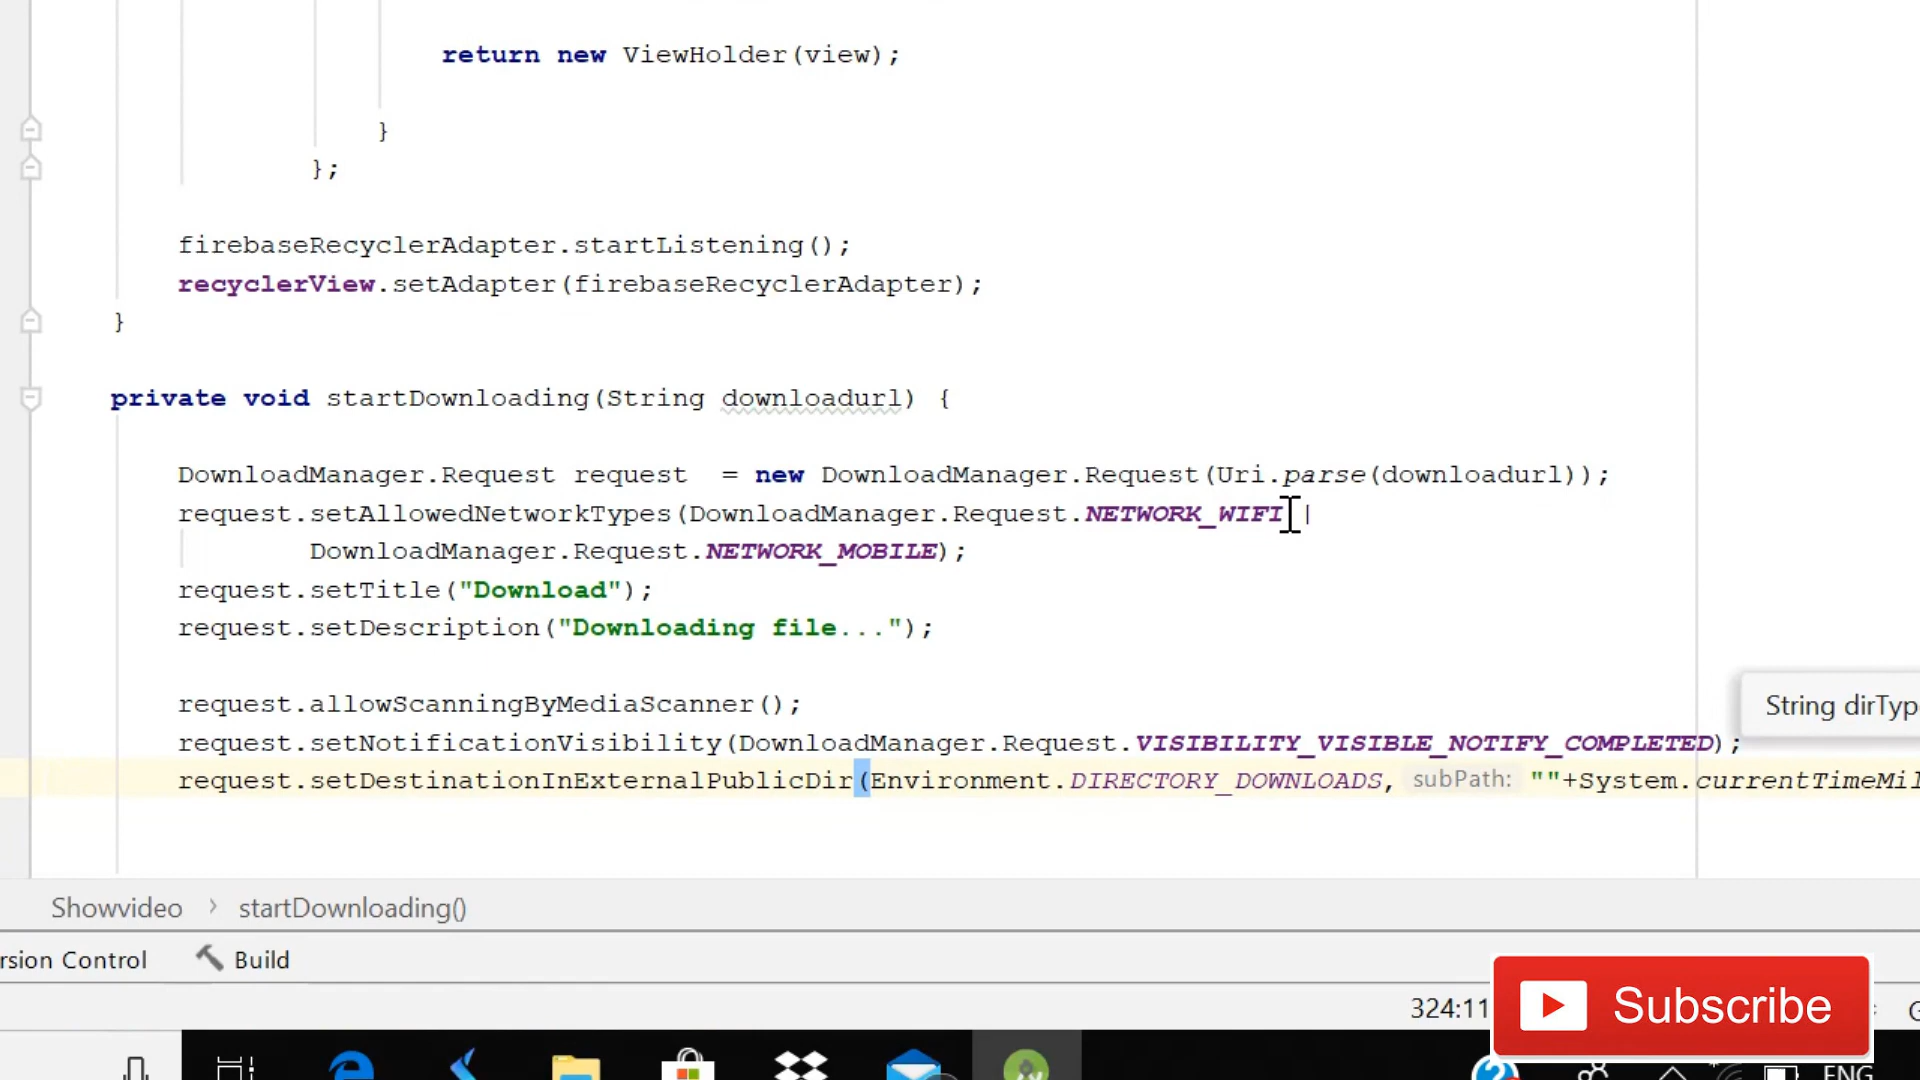 return new ViewHolder(view);
}
};
firebaseRecyclerAdapter.startListening();
recyclerView.setAdapter(firebaseRecyclerAdapter);
}
private void startDownloading(String downloadurl) {
DownloadManager.Request request  = new DownloadManager.Request(Uri.parse(downloadurl));
request.setAllowedNetworkTypes(DownloadManager.Request.NETWORK_WIFI |
DownloadManager.Request.NETWORK_MOBILE);
request.setTitle("Download");
request.setDescription("Downloading file...");
request.allowScanningByMediaScanner();
String dirTyp
request.setNotificationVisibility(DownloadManager.Request.VISIBILITY_VISIBLE_NOTIFY_COMPLETED);
request.setDestinationInExternalPublicDir(Environment.DIRECTORY_DOWNLOADS, subPath: ""+System.currentTimeMil
Showvideo > startDownloading()
rsion Control Build
324:11
Subscribe
ENG